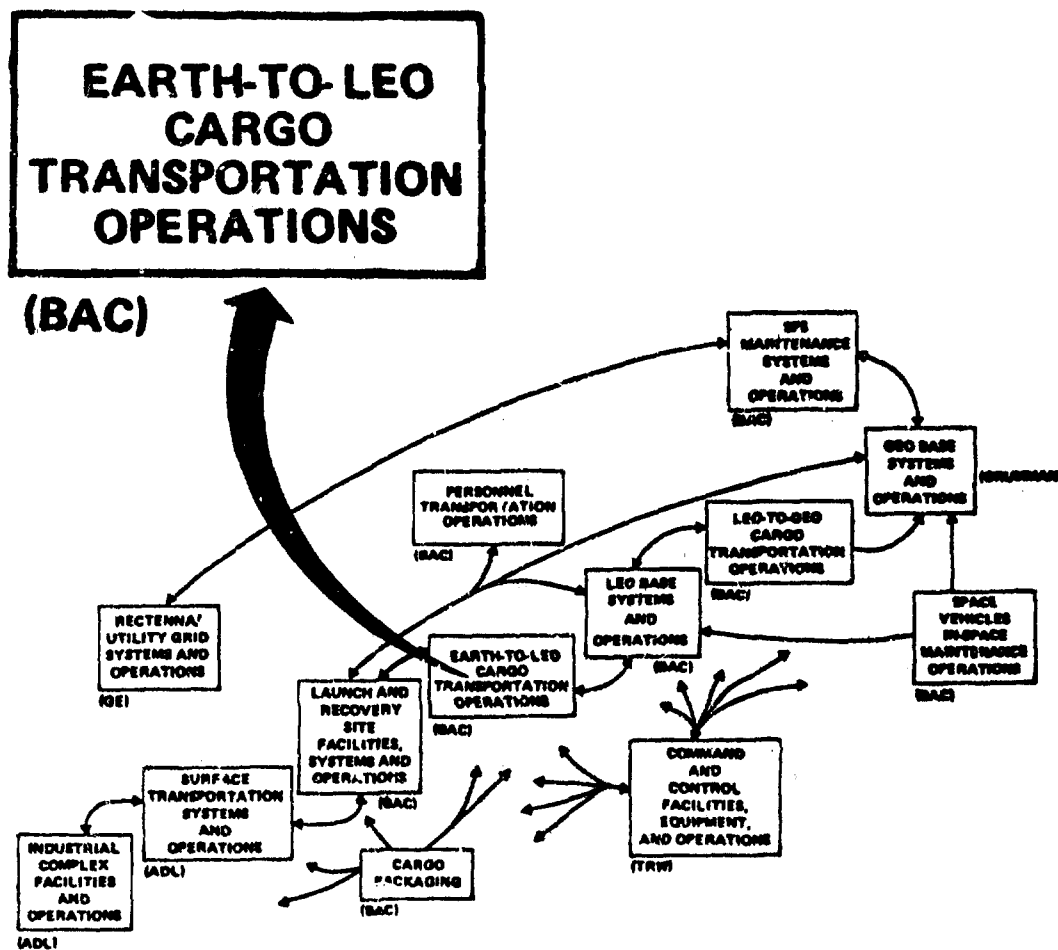 EARTH-TO-LEO
CARGO
TRANSPORTATION
OPERATIONS
(BAC)
SPS
MAINTENANCE
SYSTEMS
AND
OPERATIONS
(BAC)
GEO BASE
SYSTEMS
AND
OPERATIONS
(GRUMMAN
PERSONNEL
TRANSPORTATION
OPERATIONS
(BAC)
LEO-TO-GEO
CARGO
TRANSPORTATION
OPERATIONS
(BAC)
LEO BASE
SYSTEMS
AND
OPERATIONS
(BAC)
SPACE
VEHICLES
IN-SPACE
MAINTENANCE
OPERATIONS
(BAC)
RECTENNA/
UTILITY GRID
SYSTEMS AND
OPERATIONS
(GE)
EARTH-TO-LEO
CARGO
TRANSPORTATION
OPERATIONS
(BAC)
LAUNCH AND
RECOVERY
SITE
FACILITIES,
SYSTEMS AND
OPERATIONS
(BAC)
COMMAND
AND
CONTROL
FACILITIES,
EQUIPMENT,
AND OPERATIONS
(TRW)
SURFACE
TRANSPORTATION
SYSTEMS
AND
OPERATIONS
(ADL)
CARGO
PACKAGING
(BAC)
INDUSTRIAL
COMPLEX
FACILITIES
AND
OPERATIONS
(ADL)